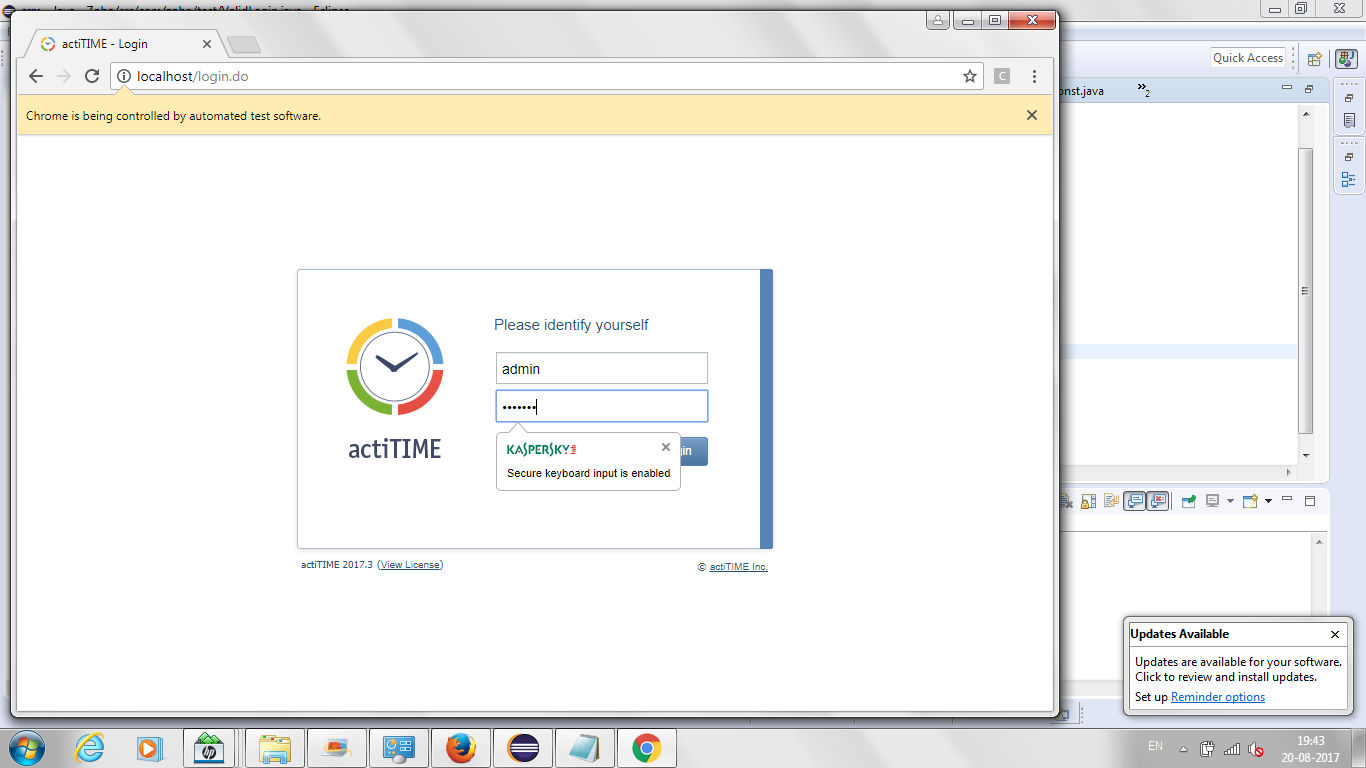 actiTIME - Login
Quick Access
localhost/login.do
C
onst.java
2
Chrome is being controlled by automated test software.
Please identify yourself
admin
actiTIME
KASPERSKY
Secure keyboard input is enabled
actiTIME 2017.3 (View License)
© actiTIME Inc.
Updates Available
Updates are available for your software.
Click to review and install updates.
Set up Reminder options
hp
EN
19:43
20-08-2017